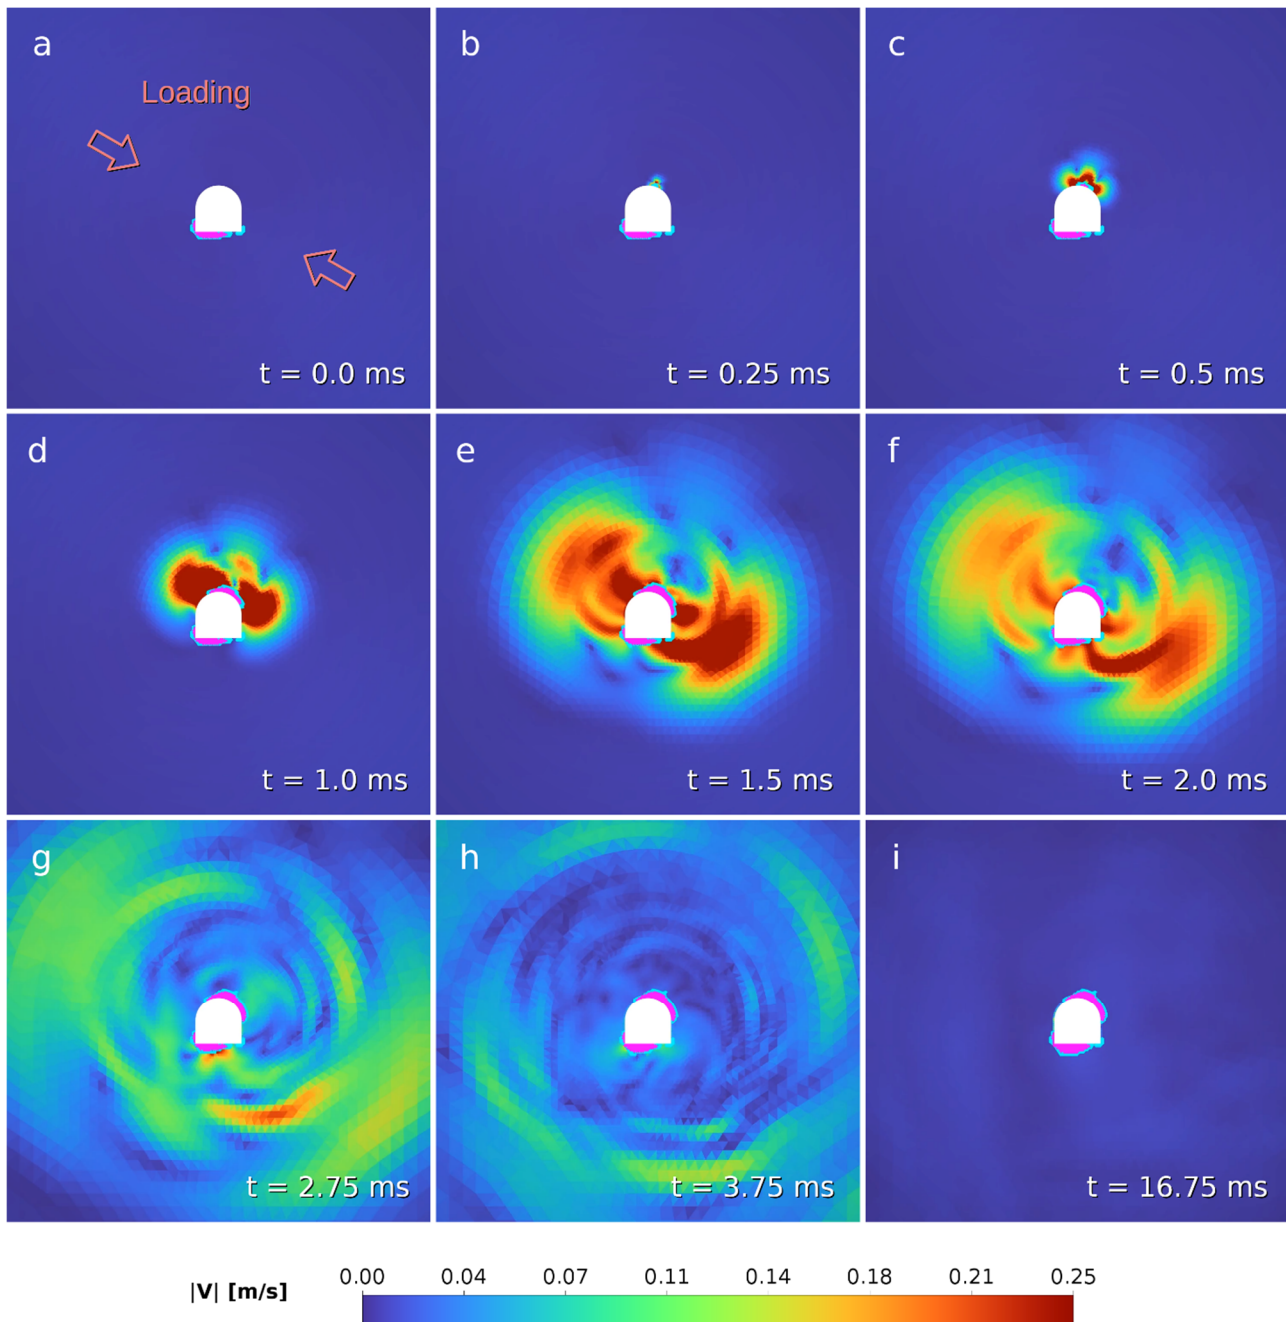 a
Loading
t = 0.0 ms
b
t = 0.25 ms
c
t = 0.5 ms
d
t = 1.0 ms
e
t = 1.5 ms
f
t = 2.0 ms
g
t = 2.75 ms
h
t = 3.75 ms
i
t = 16.75 ms
|V| [m/s]
0.00 0.04 0.07 0.11 0.14 0.18 0.21 0.25